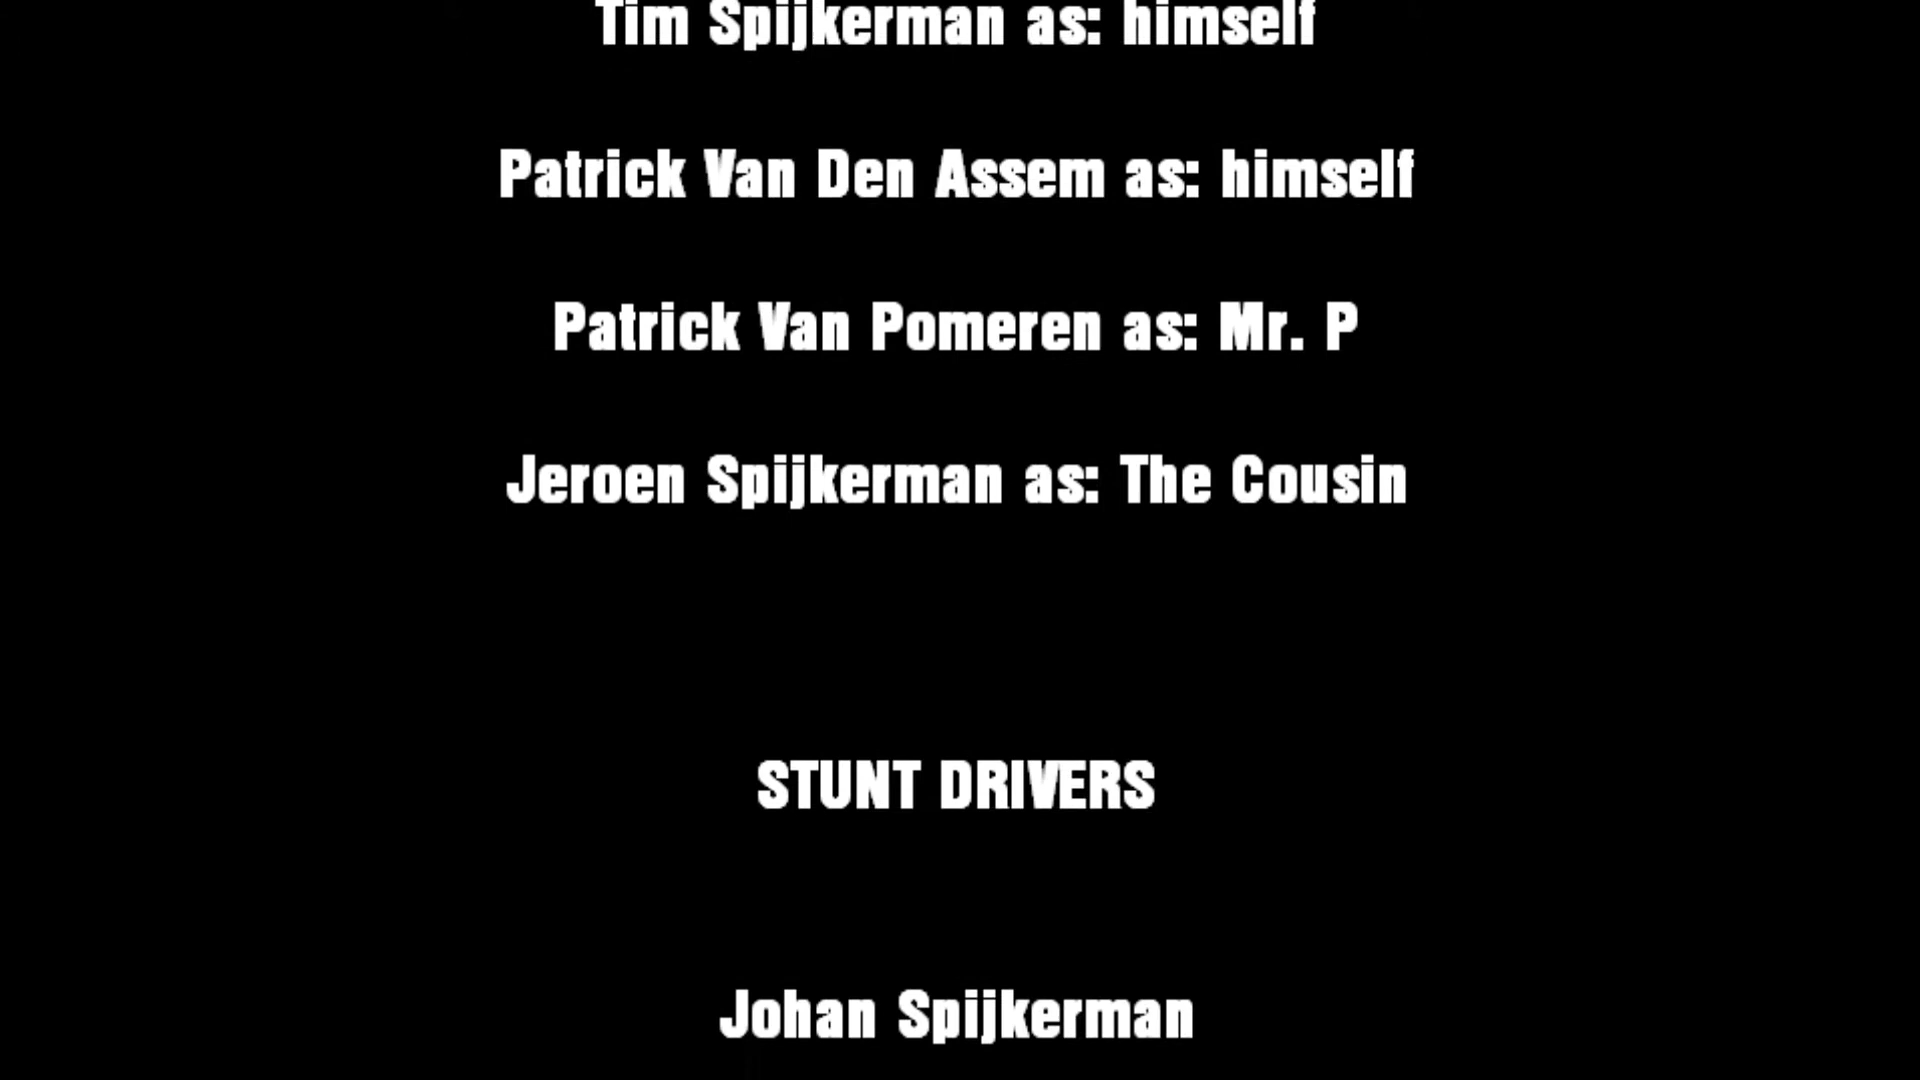 Tim Spijkerman as: himself
Patrick Van Den Assem as: himself
Patrick Van Pomeren as: Mr. P
Jeroen Spijkerman as: The Cousin
STUNT DRIVERS
Johan Spijkerman